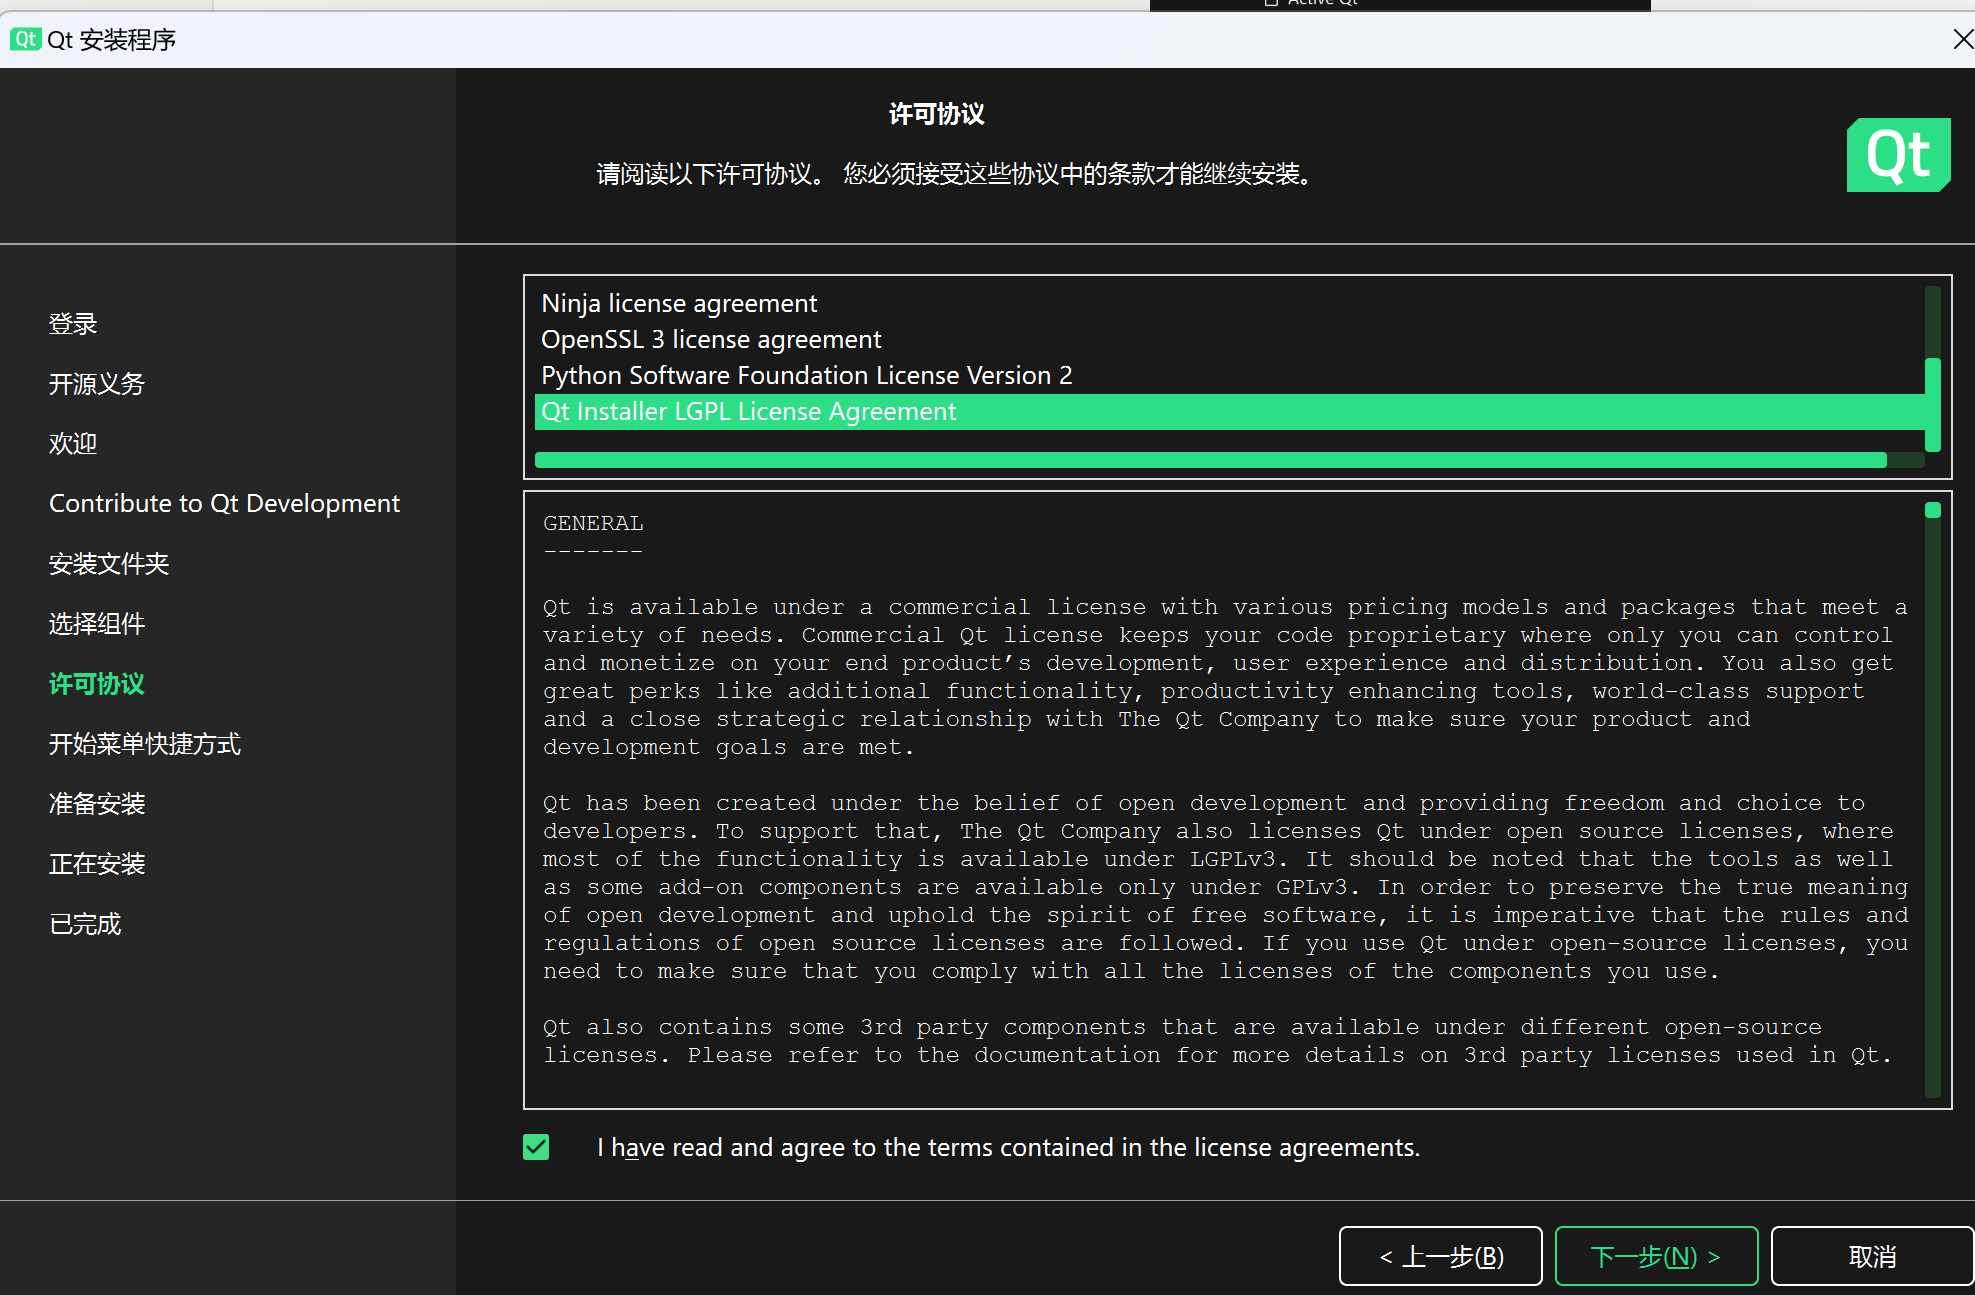 Active Qt
Qt Qt 安装程序
许可协议
请阅读以下许可协议。 您必须接受这些协议中的条款才能继续安装。
Qt
登录
开源义务
欢迎
Contribute to Qt Development
安装文件夹
选择组件
许可协议
开始菜单快捷方式
准备安装
正在安装
已完成
Ninja license agreement
OpenSSL 3 license agreement
Python Software Foundation License Version 2
Qt Installer LGPL License Agreement
GENERAL
-------
Qt is available under a commercial license with various pricing models and packages that meet a
variety of needs. Commercial Qt license keeps your code proprietary where only you can control
and monetize on your end product’s development, user experience and distribution. You also get
great perks like additional functionality, productivity enhancing tools, world-class support
and a close strategic relationship with The Qt Company to make sure your product and
development goals are met.
Qt has been created under the belief of open development and providing freedom and choice to
developers. To support that, The Qt Company also licenses Qt under open source licenses, where
most of the functionality is available under LGPLv3. It should be noted that the tools as well
as some add-on components are available only under GPLv3. In order to preserve the true meaning
of open development and uphold the spirit of free software, it is imperative that the rules and
regulations of open source licenses are followed. If you use Qt under open-source licenses, you
need to make sure that you comply with all the licenses of the components you use.
Qt also contains some 3rd party components that are available under different open-source
licenses. Please refer to the documentation for more details on 3rd party licenses used in Qt.
I have read and agree to the terms contained in the license agreements.
< 上一步(B)
下一步(N) >
取消